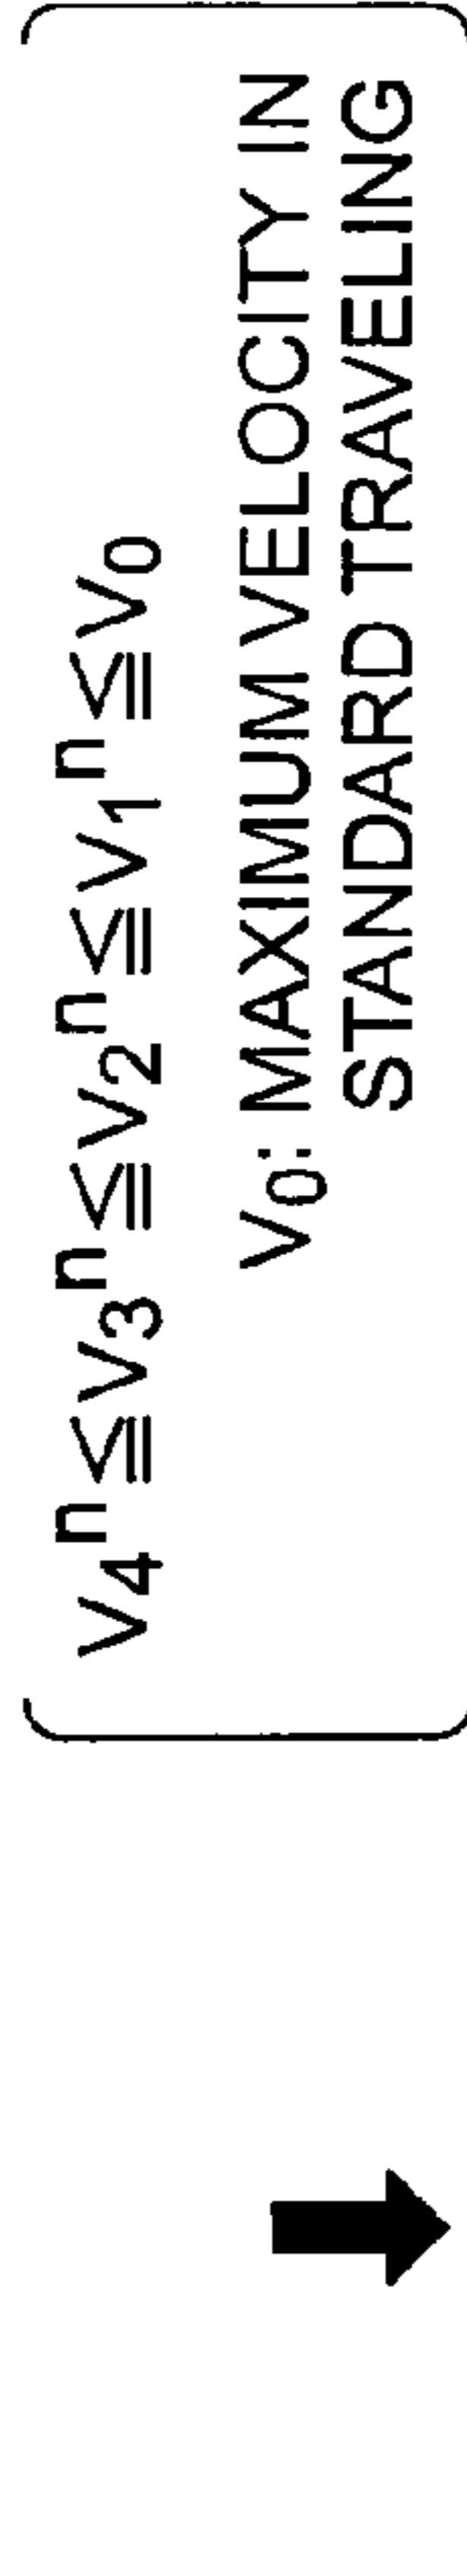 V₄ⁿ≦V₃ⁿ≦V₂ⁿ≦V₁ⁿ≦V₀
V₀: MAXIMUM VELOCITY IN
STANDARD TRAVELING